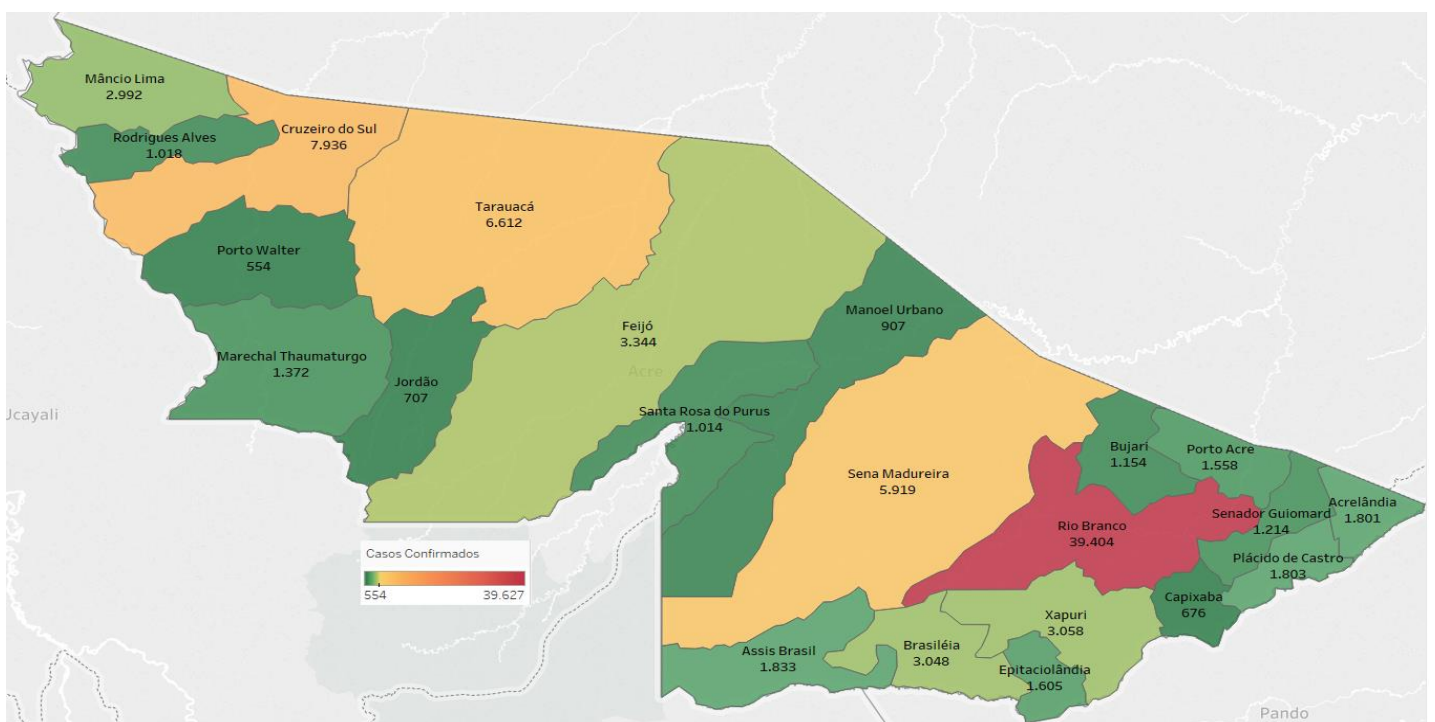 Mâncio Lima
2.992
Rodrigues Alves
1.018
Cruzeiro do Sul
7.936
Tarauacá
6.612
Porto Walter
554
Marechal Thaumaturgo
1.372
Jordão
707
Feijó
3.344
Acre
Manoel Urbano
907
Santa Rosa do Purus
1.014
Ucayali
Sena Madureira
5.919
Bujari
1.154
Porto Acre
1.558
Rio Branco
39.404
Senador Guiomard
1.214
Acrelândia
1.801
Plácido de Castro
1.803
Capixaba
676
Xapuri
3.058
Brasiléia
3.048
Assis Brasil
1.833
Epitaciolândia
1.605
Pando
Casos Confirmados
554 39.627